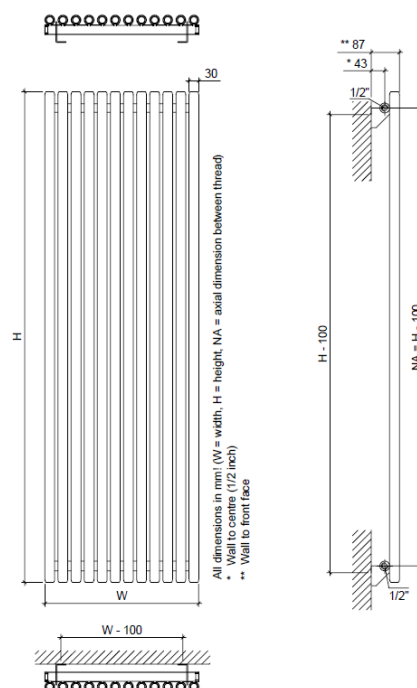 ** 87
* 43
30
1/2"
H
All dimensions in mm! (W = width, H = height, NA = axial dimension between thread)
* Wall to centre (1/2 inch)
** Wall to front face
H - 100
NA = H - 100
1/2"
W
W - 100